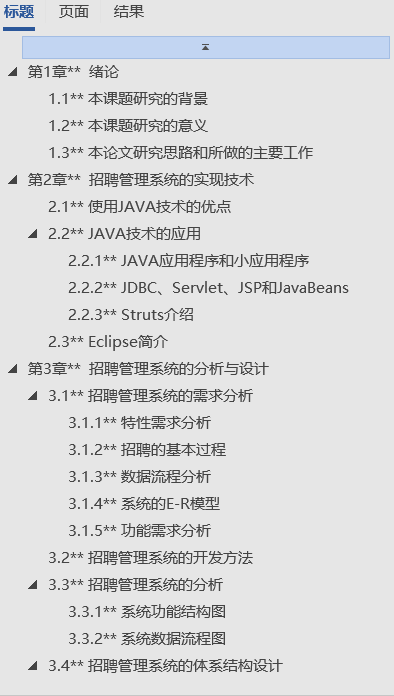 标题 页面 结果
第1章** 绪论
1.1** 本课题研究的背景
1.2** 本课题研究的意义
1.3** 本论文研究思路和所做的主要工作
第2章** 招聘管理系统的实现技术
2.1** 使用JAVA技术的优点
2.2** JAVA技术的应用
2.2.1** JAVA应用程序和小应用程序
2.2.2** JDBC、Servlet、JSP和JavaBeans
2.2.3** Struts介绍
2.3** Eclipse简介
第3章** 招聘管理系统的分析与设计
3.1** 招聘管理系统的需求分析
3.1.1** 特性需求分析
3.1.2** 招聘的基本过程
3.1.3** 数据流程分析
3.1.4** 系统的E-R模型
3.1.5** 功能需求分析
3.2** 招聘管理系统的开发方法
3.3** 招聘管理系统的分析
3.3.1** 系统功能结构图
3.3.2** 系统数据流程图
3.4** 招聘管理系统的体系结构设计